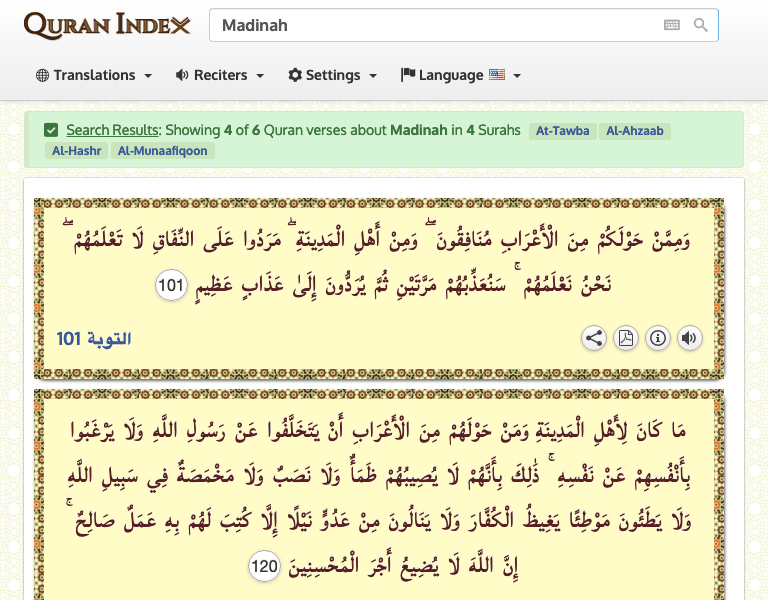 QURAN INDEX
Madinah
Translations Reciters Settings Language
Search Results: Showing 4 of 6 Quran verses about Madinah in 4 Surahs At-Tawba Al-Ahzaab
Al-Hashr Al-Munaafiqoon
وَمِمَّنْ حَوْلَكُمْ مِنَ الْأَعْرَابِ مُنَافِقُونَ ۖ وَمِنْ أَهْلِ الْمَدِينَةِ ۖ مَرَدُوا عَلَى النِّفَاقِ لَا تَعْلَمُهُمْ ۖ
نَحْنُ نَعْلَمُهُمْ ۚ سَنُعَذِّبُهُمْ مَرَّتَيْنِ ثُمَّ يُرَدُّونَ إِلَىٰ عَذَابٍ عَظِيمٍ 101
التوبة 101
مَا كَانَ لِأَهْلِ الْمَدِينَةِ وَمَنْ حَوْلَهُمْ مِنَ الْأَعْرَابِ أَنْ يَتَخَلَّفُوا عَنْ رَسُولِ اللَّهِ وَلَا يَرْغَبُوا
بِأَنْفُسِهِمْ عَنْ نَفْسِهِ ۚ ذَٰلِكَ بِأَنَّهُمْ لَا يُصِيبُهُمْ ظَمَأٌ وَلَا نَصَبٌ وَلَا مَخْمَصَةٌ فِي سَبِيلِ اللَّهِ
وَلَا يَطَئُونَ مَوْطِئًا يَغِيظُ الْكُفَّارَ وَلَا يَنَالُونَ مِنْ عَدُوٍّ نَيْلًا إِلَّا كُتِبَ لَهُمْ بِهِ عَمَلٌ صَالِحٌ ۚ
إِنَّ اللَّهَ لَا يُضِيعُ أَجْرَ الْمُحْسِنِينَ 120